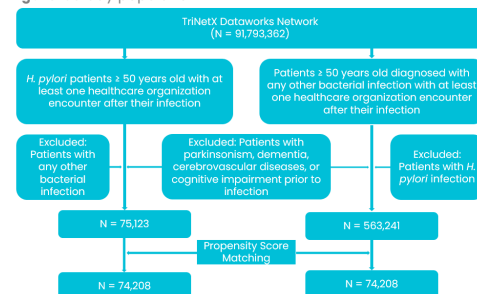 TriNetX Dataworks Network
(N = 91,793,362)
H. pylori patients ≥ 50 years old with at
least one healthcare organization
encounter after their infection
Patients ≥ 50 years old diagnosed with
any other bacterial infection with at least
one healthcare organization encounter
after their infection
Excluded:
Patients with
any other
bacterial
infection
Excluded: Patients with
parkinsonism, dementia,
cerebrovascular diseases, or
cognitive impairment prior to
infection
Excluded:
Patients with H.
pylori infection
N = 75,123
N = 563,241
Propensity Score
Matching
N = 74,208
N = 74,208